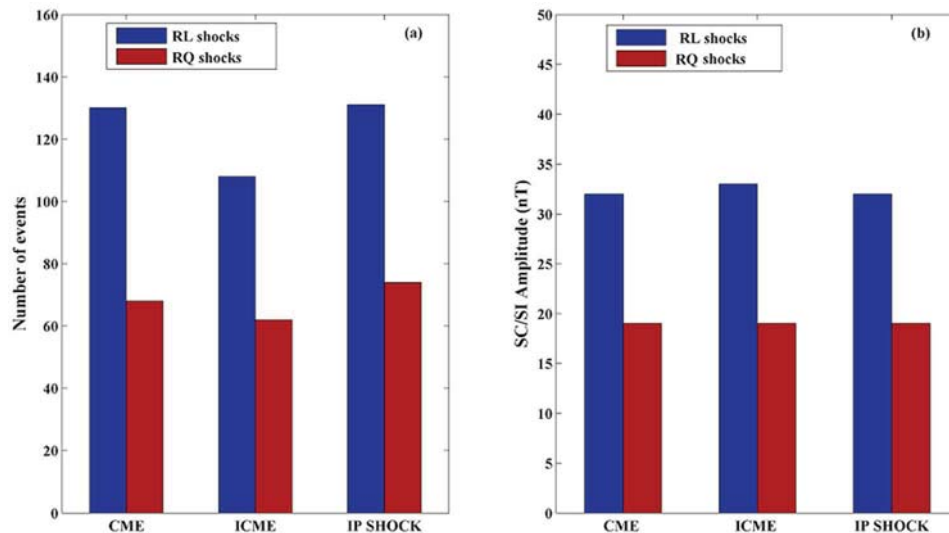 160
140
120
100
80
60
40
20
0
Number of events
RL shocks
RQ shocks
(a)
CME
ICME
IP SHOCK
50
45
40
35
30
25
20
15
10
5
0
SC/SI Amplitude (nT)
RL shocks
RQ shocks
(b)
CME
ICME
IP SHOCK